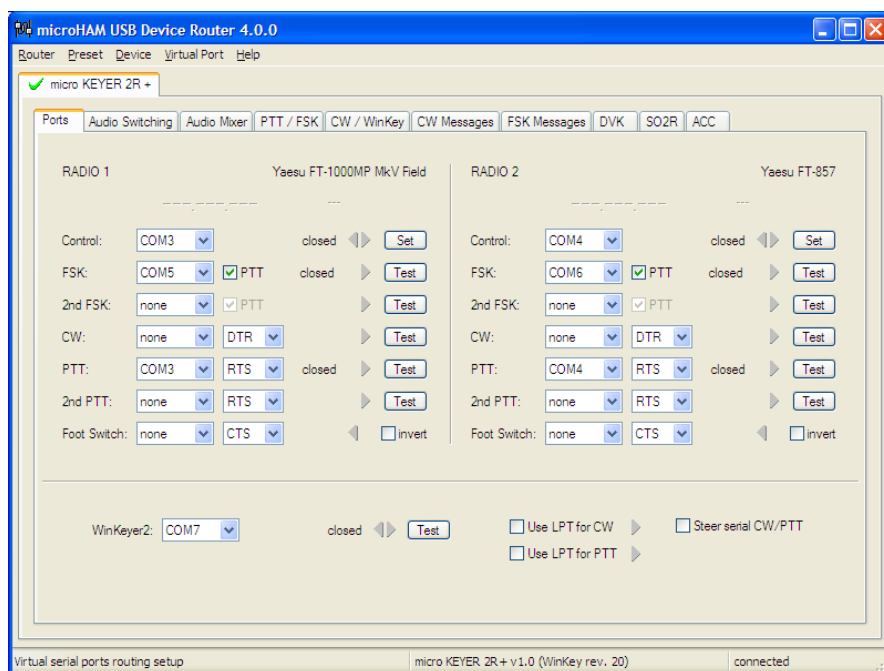 microHAM USB Device Router 4.0.0
Router Preset Device Virtual Port Help
micro KEYER 2R +
Ports Audio Switching Audio Mixer PTT / FSK CW / WinKey CW Messages FSK Messages DVK SO2R ACC
RADIO 1 Yaesu FT-1000MP MkV Field RADIO 2 Yaesu FT-857
___.___.___ --- ___.___.___ ---
Control: COM3 closed Set Control: COM4 closed Set
FSK: COM5 PTT closed Test FSK: COM6 PTT closed Test
2nd FSK: none PTT Test 2nd FSK: none PTT Test
CW: none DTR Test CW: none DTR Test
PTT: COM3 RTS closed Test PTT: COM4 RTS closed Test
2nd PTT: none RTS Test 2nd PTT: none RTS Test
Foot Switch: none CTS invert Foot Switch: none CTS invert
WinKeyer2: COM7 closed Test Use LPT for CW Steer serial CW/PTT
Use LPT for PTT
Virtual serial ports routing setup micro KEYER 2R+ v1.0 (WinKey rev. 20) connected